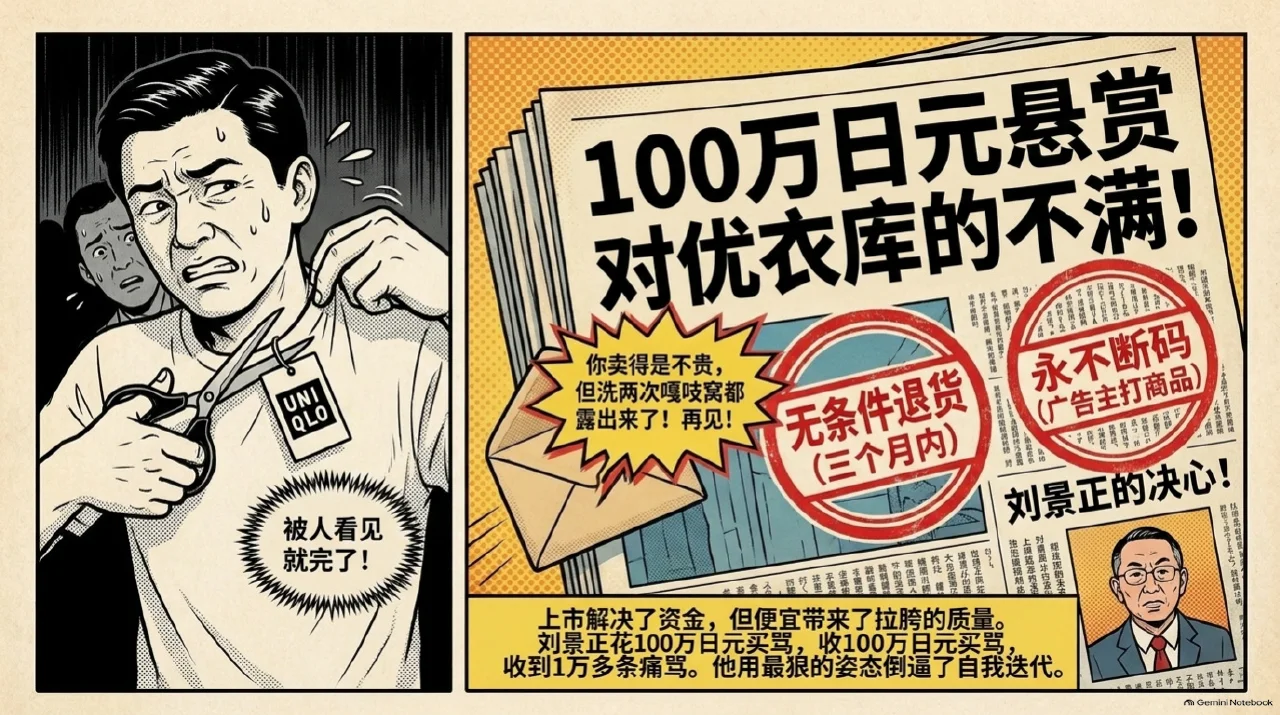 UNI
QLO
被人看见
就完了！
100万日元悬赏
对优衣库的不满！
你卖得是不贵，
但洗两次嘎吱窝都
露出来了！再见！
无条件退货
(三个月内)
永不断码
(广告主打商品)
刘景正的决心！
上市解决了资金，但便宜带来了拉胯的质量。
刘景正花100万日元买骂，收100万日元买骂，
收到1万多条痛骂。他用最狠的姿态倒逼了自我迭代。
Gemini Notebook